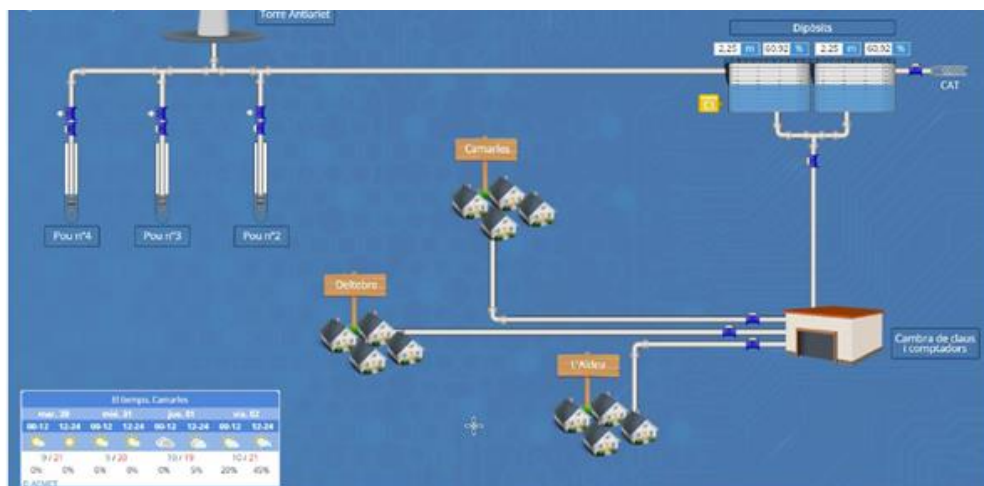 Torre Antiarlet
Dipòsits
2,25 m 60,92 % 2,25 m 60,92 %
CAT
Camarles
Pou nº4
Pou nº3
Pou nº2
Deltebre
L'Aldea
Cambra de claus
i comptadors
El tiempo. Camarles
mar. 30 mié. 31 jue. 01 vie. 02
00-12 12-24 00-12 12-24 00-12 12-24 00-12 12-24
9 / 21 / 20 10 / 19 10 / 21
0% 0% 0% 0% 0% 5% 20% 45%
© AEMET